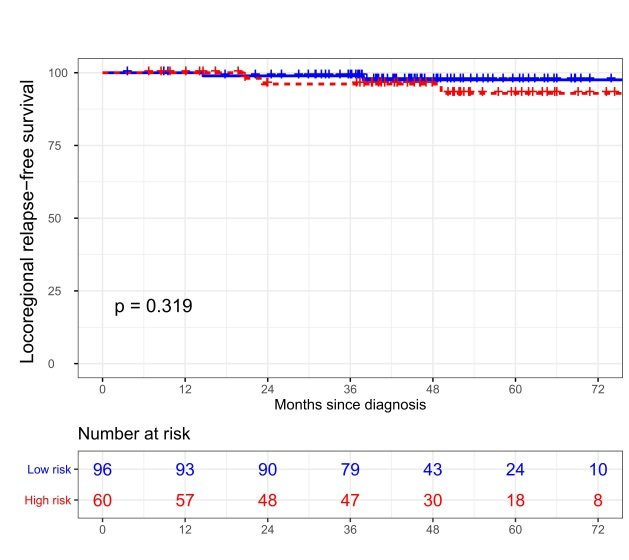 Locoregional relapse−free survival
100
75
50
25
0
p = 0.319
0 12 24 36 48 60 72
Months since diagnosis
Number at risk
Low risk 96 93 90 79 43 24 10
High risk 60 57 48 47 30 18 8
0 12 24 36 48 60 72